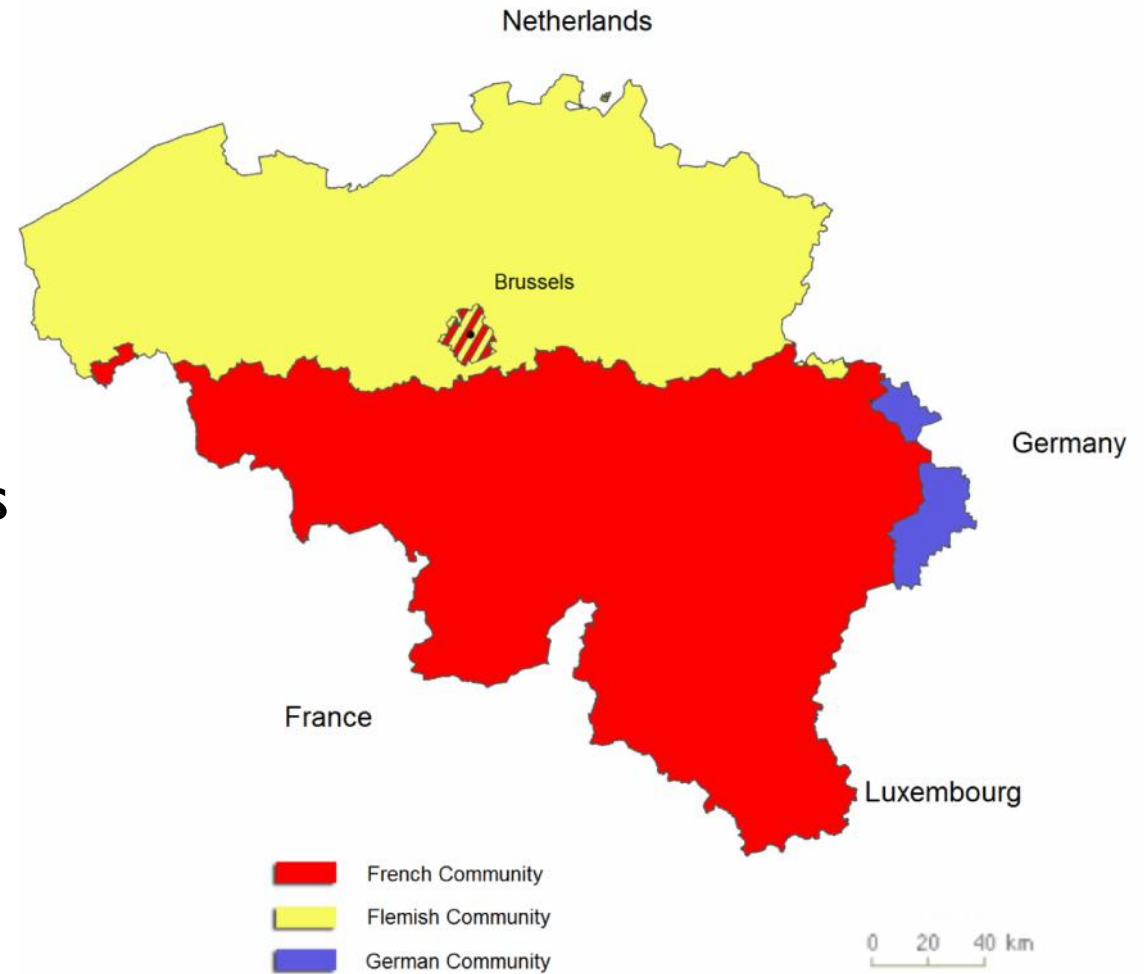 Netherlands
Brussels
Germany
s
France
Luxembourg
French Community
Flemish Community
German Community
0 20 40 km